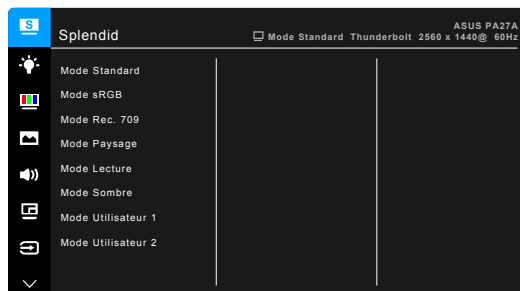 S
ASUS PA27A
Splendid
Mode Standard Thunderbolt 2560 x 1440@ 60Hz
Mode Standard
Mode sRGB
Mode Rec. 709
Mode Paysage
Mode Lecture
Mode Sombre
Mode Utilisateur 1
Mode Utilisateur 2